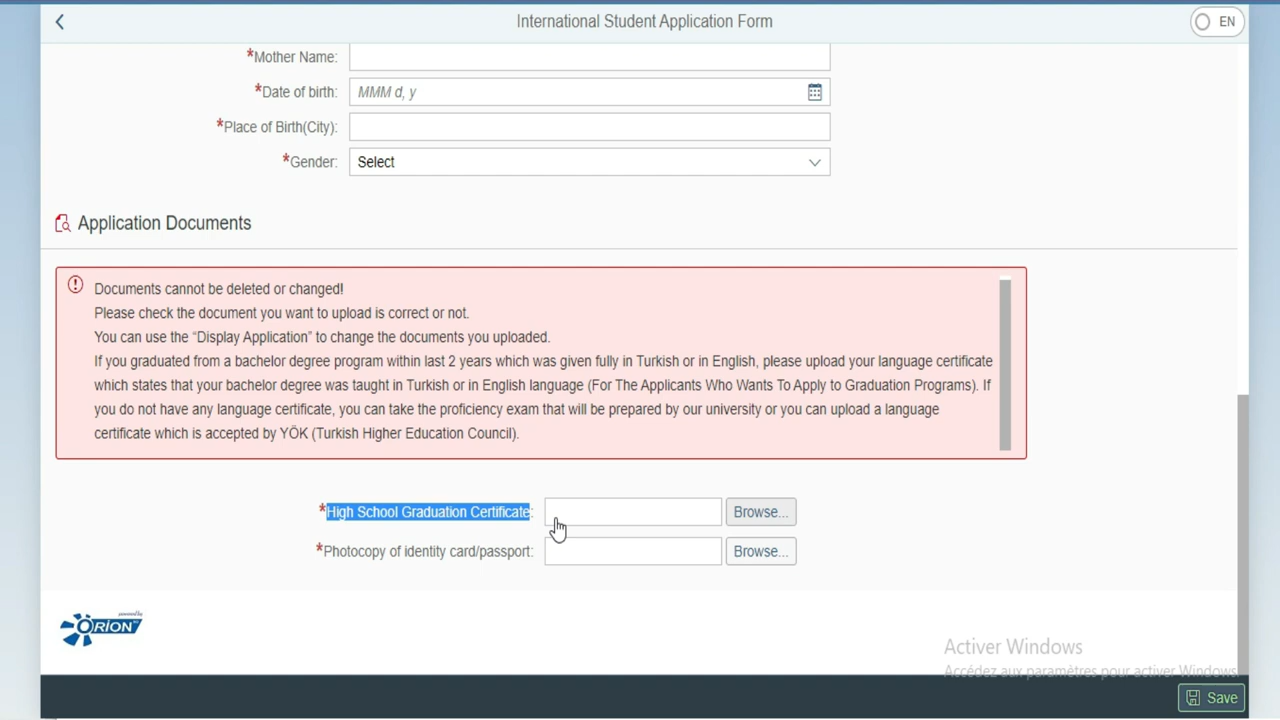 International Student Application Form
EN
*Mother Name:
*Date of birth: MMM d, y
*Place of Birth(City):
*Gender: Select
Application Documents
Documents cannot be deleted or changed!
Please check the document you want to upload is correct or not.
You can use the “Display Application” to change the documents you uploaded.
If you graduated from a bachelor degree program within last 2 years which was given fully in Turkish or in English, please upload your language certificate
which states that your bachelor degree was taught in Turkish or in English language (For The Applicants Who Wants To Apply to Graduation Programs). If
you do not have any language certificate, you can take the proficiency exam that will be prepared by our university or you can upload a language
certificate which is accepted by YÖK (Turkish Higher Education Council).
*High School Graduation Certificate: Browse...
*Photocopy of identity card/passport: Browse...
powered by
ORION
Activer Windows
Accédez aux paramètres pour activer Windows.
Save